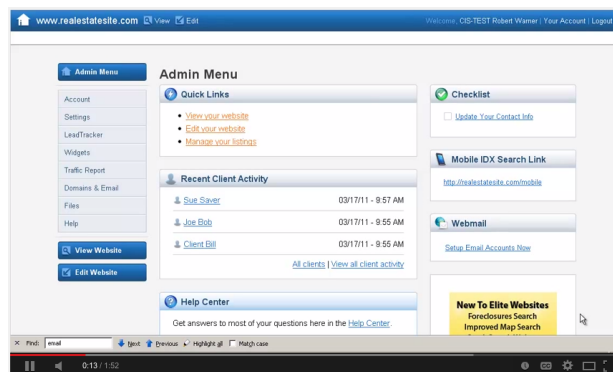 www.realestatesite.com View Edit
Welcome, CIS-TEST Robert Warner | Your Account | Logout
Admin Menu
Account
Settings
LeadTracker
Widgets
Traffic Report
Domains & Email
Files
Help
View Website
Edit Website
Admin Menu
Quick Links
View your website
Edit your website
Manage your listings
Recent Client Activity
Sue Saver 03/17/11 - 9:57 AM
Joe Bob 03/17/11 - 9:55 AM
Client Bill 03/17/11 - 9:55 AM
All clients | View all client activity
Help Center
Get answers to most of your questions here in the Help Center.
Checklist
Update Your Contact Info
Mobile IDX Search Link
http://realestatesite.com/mobile
Webmail
Setup Email Accounts Now
New To Elite Websites
Foreclosures Search
Improved Map Search
Find: email Next Previous Highlight all Match case
0:13 / 1:52